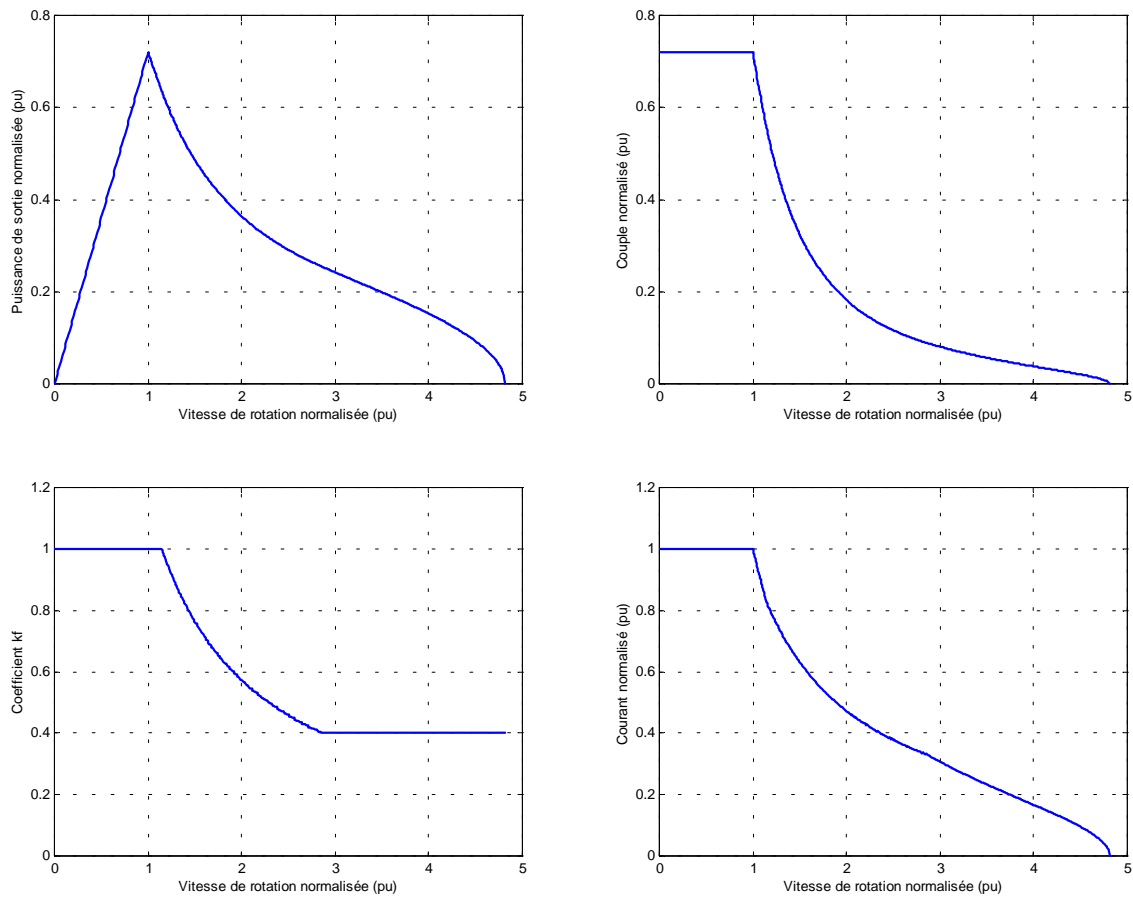 0.8
0.6
0.4
0.2
0
0 1 2 3 4 5
Puissance de sortie normalisée (pu)
Vitesse de rotation normalisée (pu)
0.8
0.6
0.4
0.2
0
0 1 2 3 4 5
Couple normalisé (pu)
Vitesse de rotation normalisée (pu)
1.2
1
0.8
0.6
0.4
0.2
0
0 1 2 3 4 5
Coefficient kf
Vitesse de rotation normalisée (pu)
1.2
1
0.8
0.6
0.4
0.2
0
0 1 2 3 4 5
Courant normalisé (pu)
Vitesse de rotation normalisée (pu)